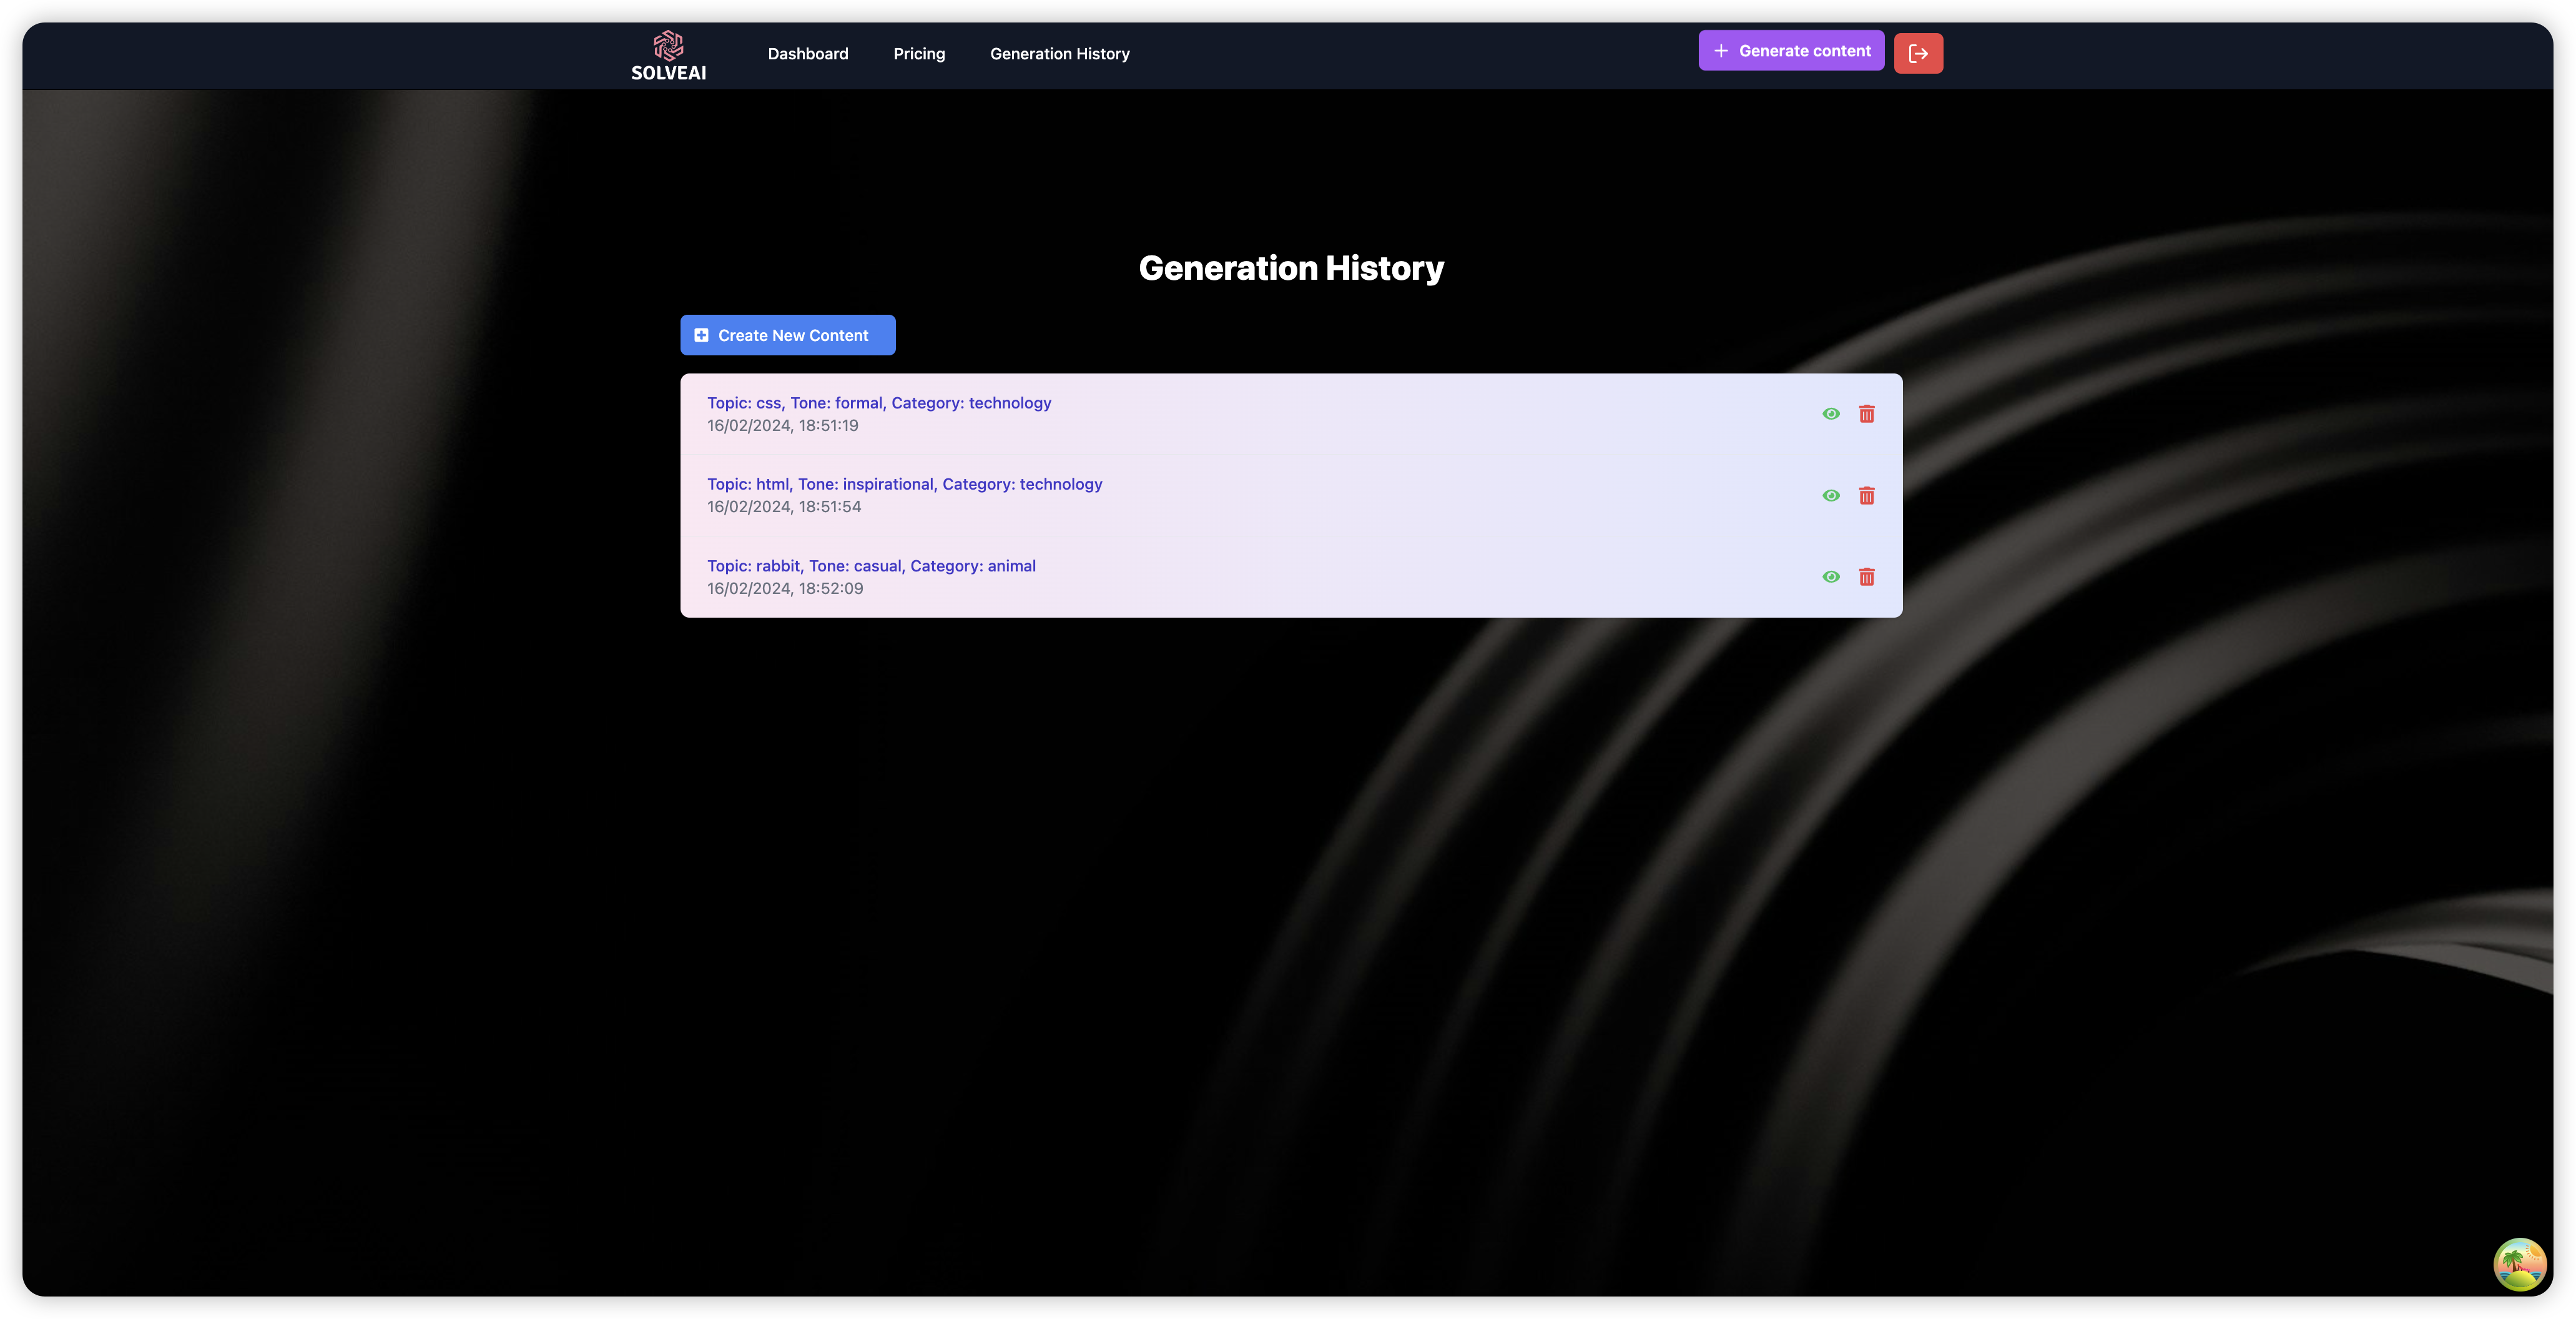 SOLVEAI
Dashboard
Pricing
Generation History
Generate content
Generation History
Create New Content
Topic: css, Tone: formal, Category: technology
16/02/2024, 18:51:19
Topic: html, Tone: inspirational, Category: technology
16/02/2024, 18:51:54
Topic: rabbit, Tone: casual, Category: animal
16/02/2024, 18:52:09